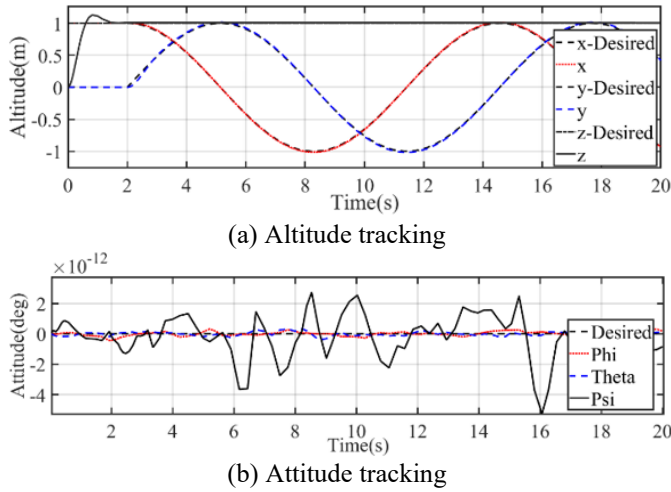 1
0.5
0
-0.5
-1
Altitude(m)
x-Desired
x
y-Desired
y
z-Desired
z
0 2 4 6 8 10 12 14 16 18 20
Time(s)
(a) Altitude tracking
×10⁻¹²
2
0
-2
-4
Attitude(deg)
Desired
Phi
Theta
Psi
2 4 6 8 10 12 14 16 18 20
Time(s)
(b) Attitude tracking